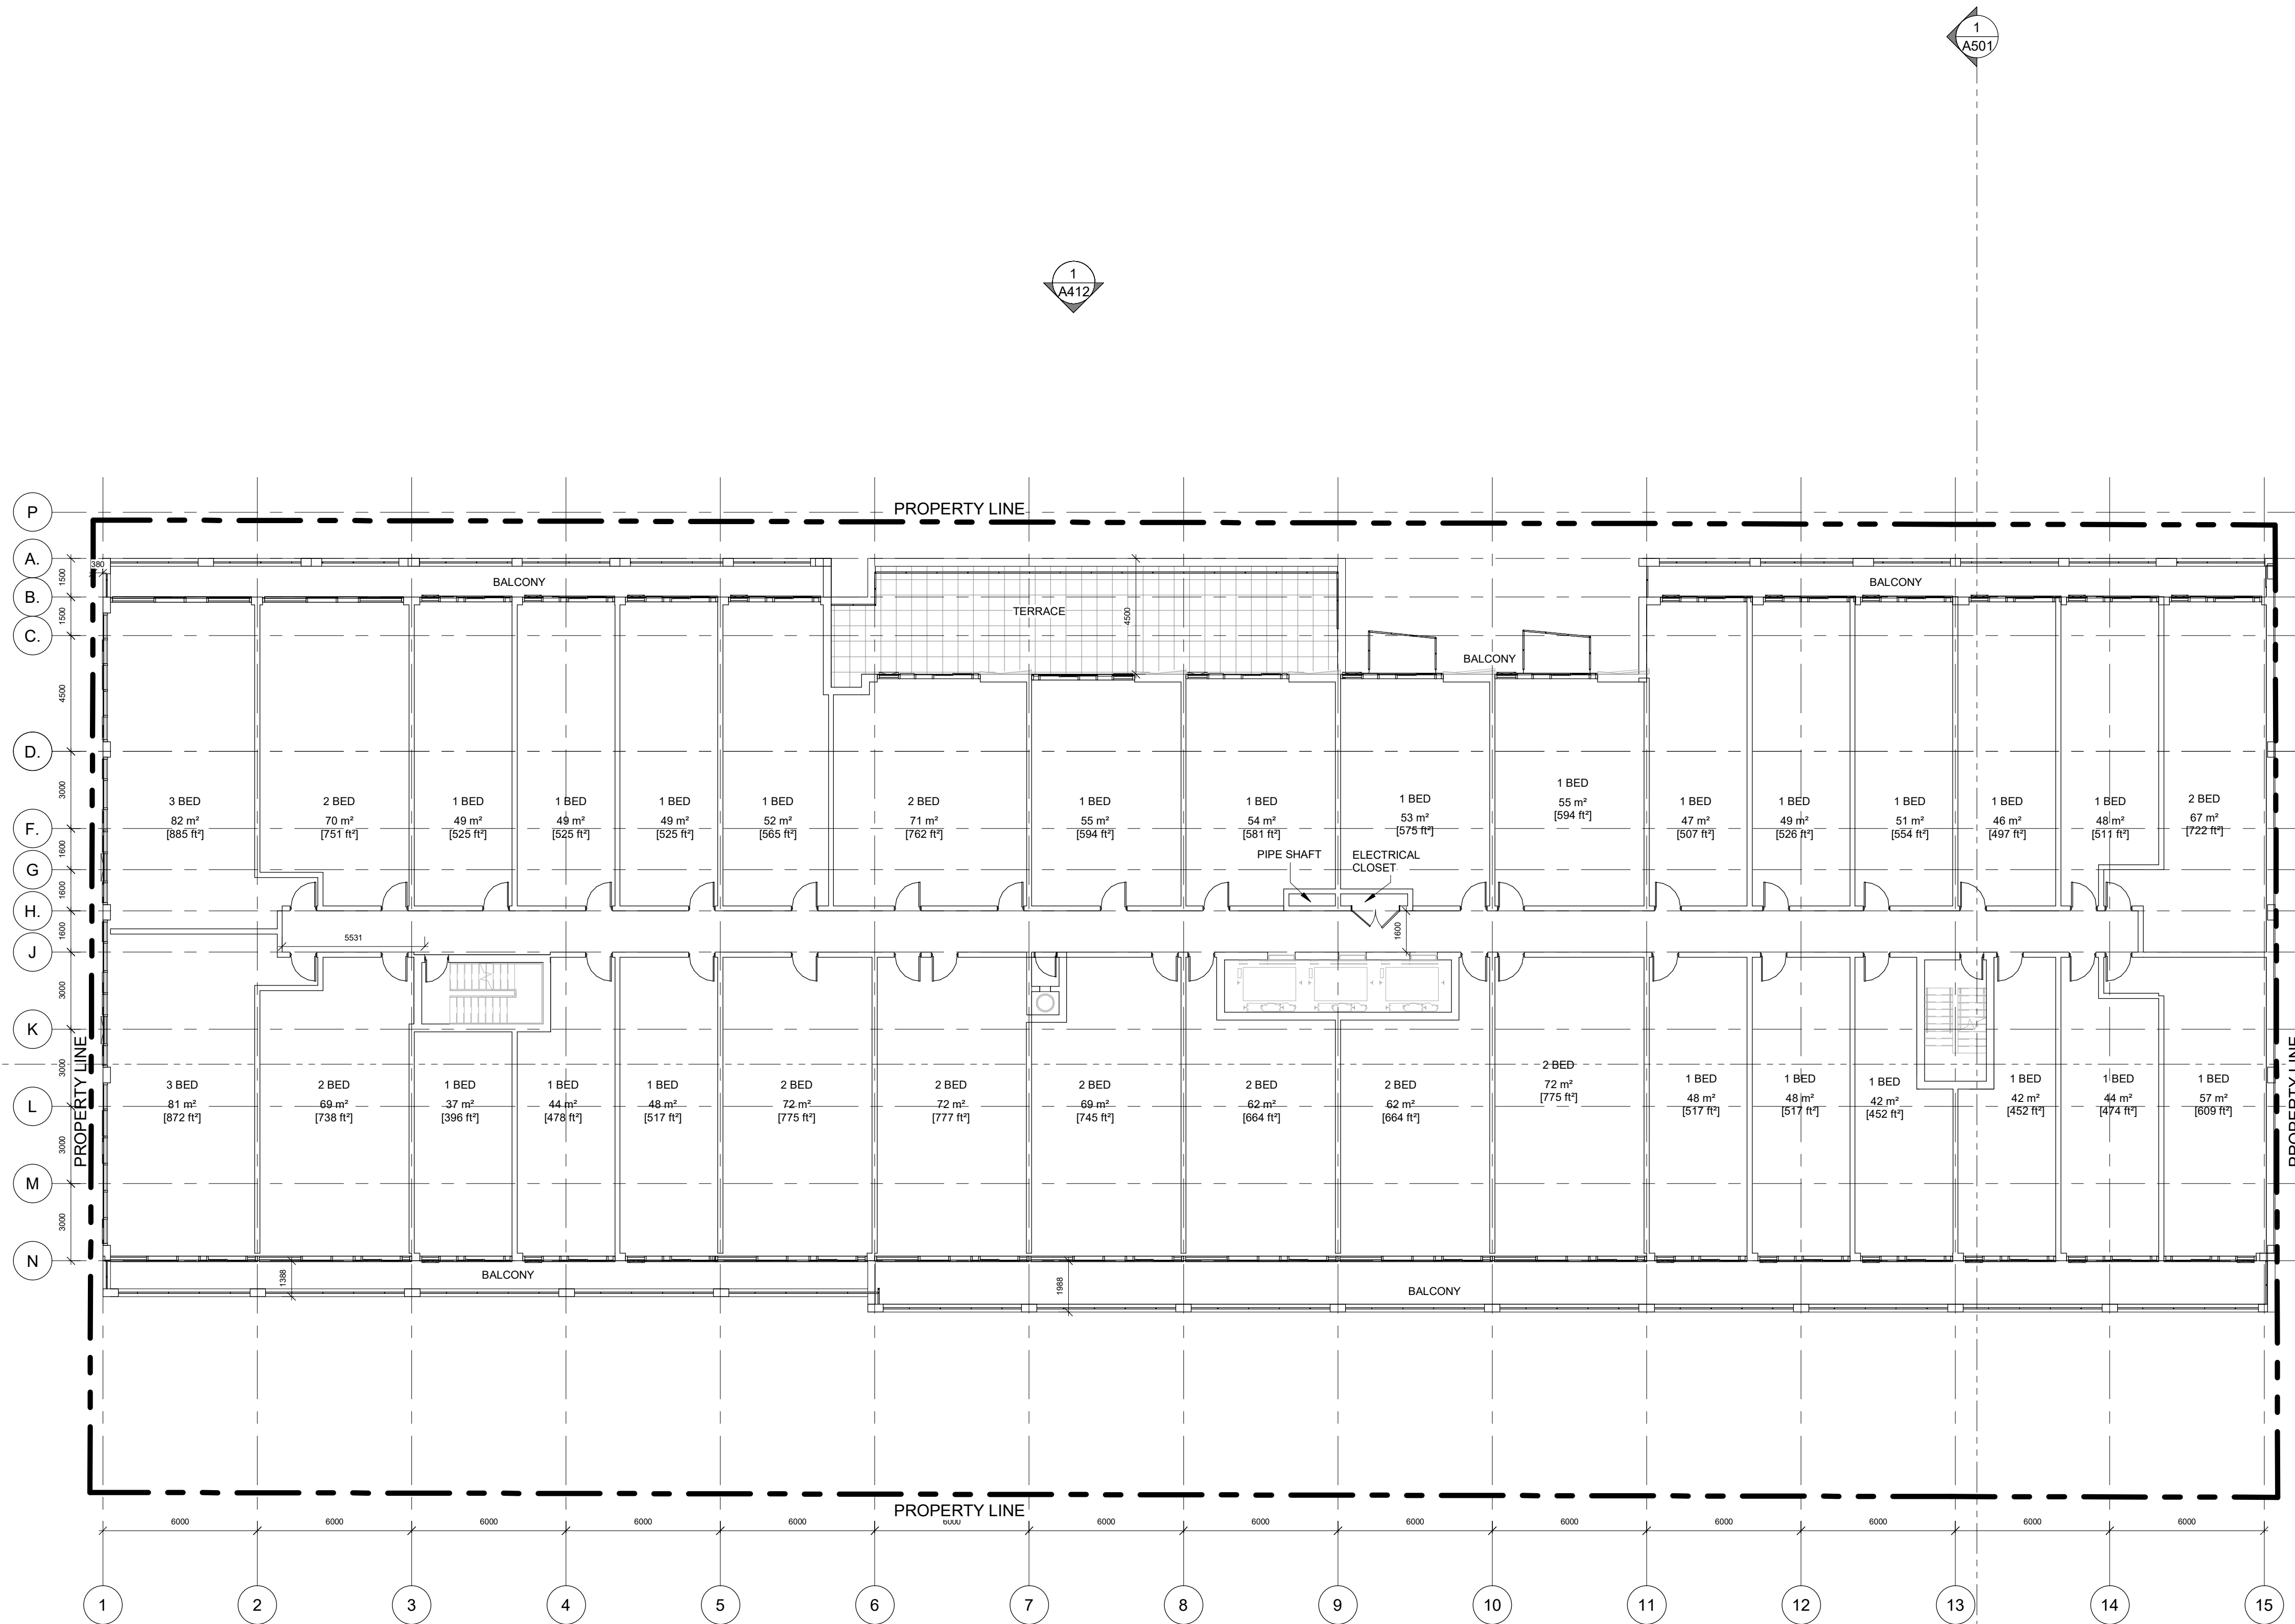 1
A501
1
A412
PROPERTY LINE
P
A.
B.
C.
D.
F.
G
H.
J
K
L
M
N
380
1500
1500
4500
3000
1600
1600
1600
3000
3000
3000
3000
BALCONY
TERRACE
4500
BALCONY
BALCONY
3 BED
82 m²
[885 ft²]
2 BED
70 m²
[751 ft²]
1 BED
49 m²
[525 ft²]
1 BED
49 m²
[525 ft²]
1 BED
49 m²
[525 ft²]
1 BED
52 m²
[565 ft²]
2 BED
71 m²
[762 ft²]
1 BED
55 m²
[594 ft²]
1 BED
54 m²
[581 ft²]
1 BED
53 m²
[575 ft²]
1 BED
55 m²
[594 ft²]
1 BED
47 m²
[507 ft²]
1 BED
49 m²
[526 ft²]
1 BED
51 m²
[554 ft²]
1 BED
46 m²
[497 ft²]
1 BED
48 m²
[511 ft²]
2 BED
67 m²
[722 ft²]
PIPE SHAFT
ELECTRICAL
CLOSET
5531
1600
PROPERTY LINE
PROPERTY LINE
3 BED
81 m²
[872 ft²]
2 BED
69 m²
[738 ft²]
1 BED
37 m²
[396 ft²]
1 BED
44 m²
[478 ft²]
1 BED
48 m²
[517 ft²]
2 BED
72 m²
[775 ft²]
2 BED
72 m²
[777 ft²]
2 BED
69 m²
[745 ft²]
2 BED
62 m²
[664 ft²]
2 BED
62 m²
[664 ft²]
2 BED
72 m²
[775 ft²]
1 BED
48 m²
[517 ft²]
1 BED
48 m²
[517 ft²]
1 BED
42 m²
[452 ft²]
1 BED
42 m²
[452 ft²]
1 BED
44 m²
[474 ft²]
1 BED
57 m²
[609 ft²]
1388
BALCONY
1988
BALCONY
PROPERTY LINE
6000
6000
6000
6000
6000
6000
6000
6000
6000
6000
6000
6000
6000
6000
1
2
3
4
5
6
7
8
9
10
11
12
13
14
15